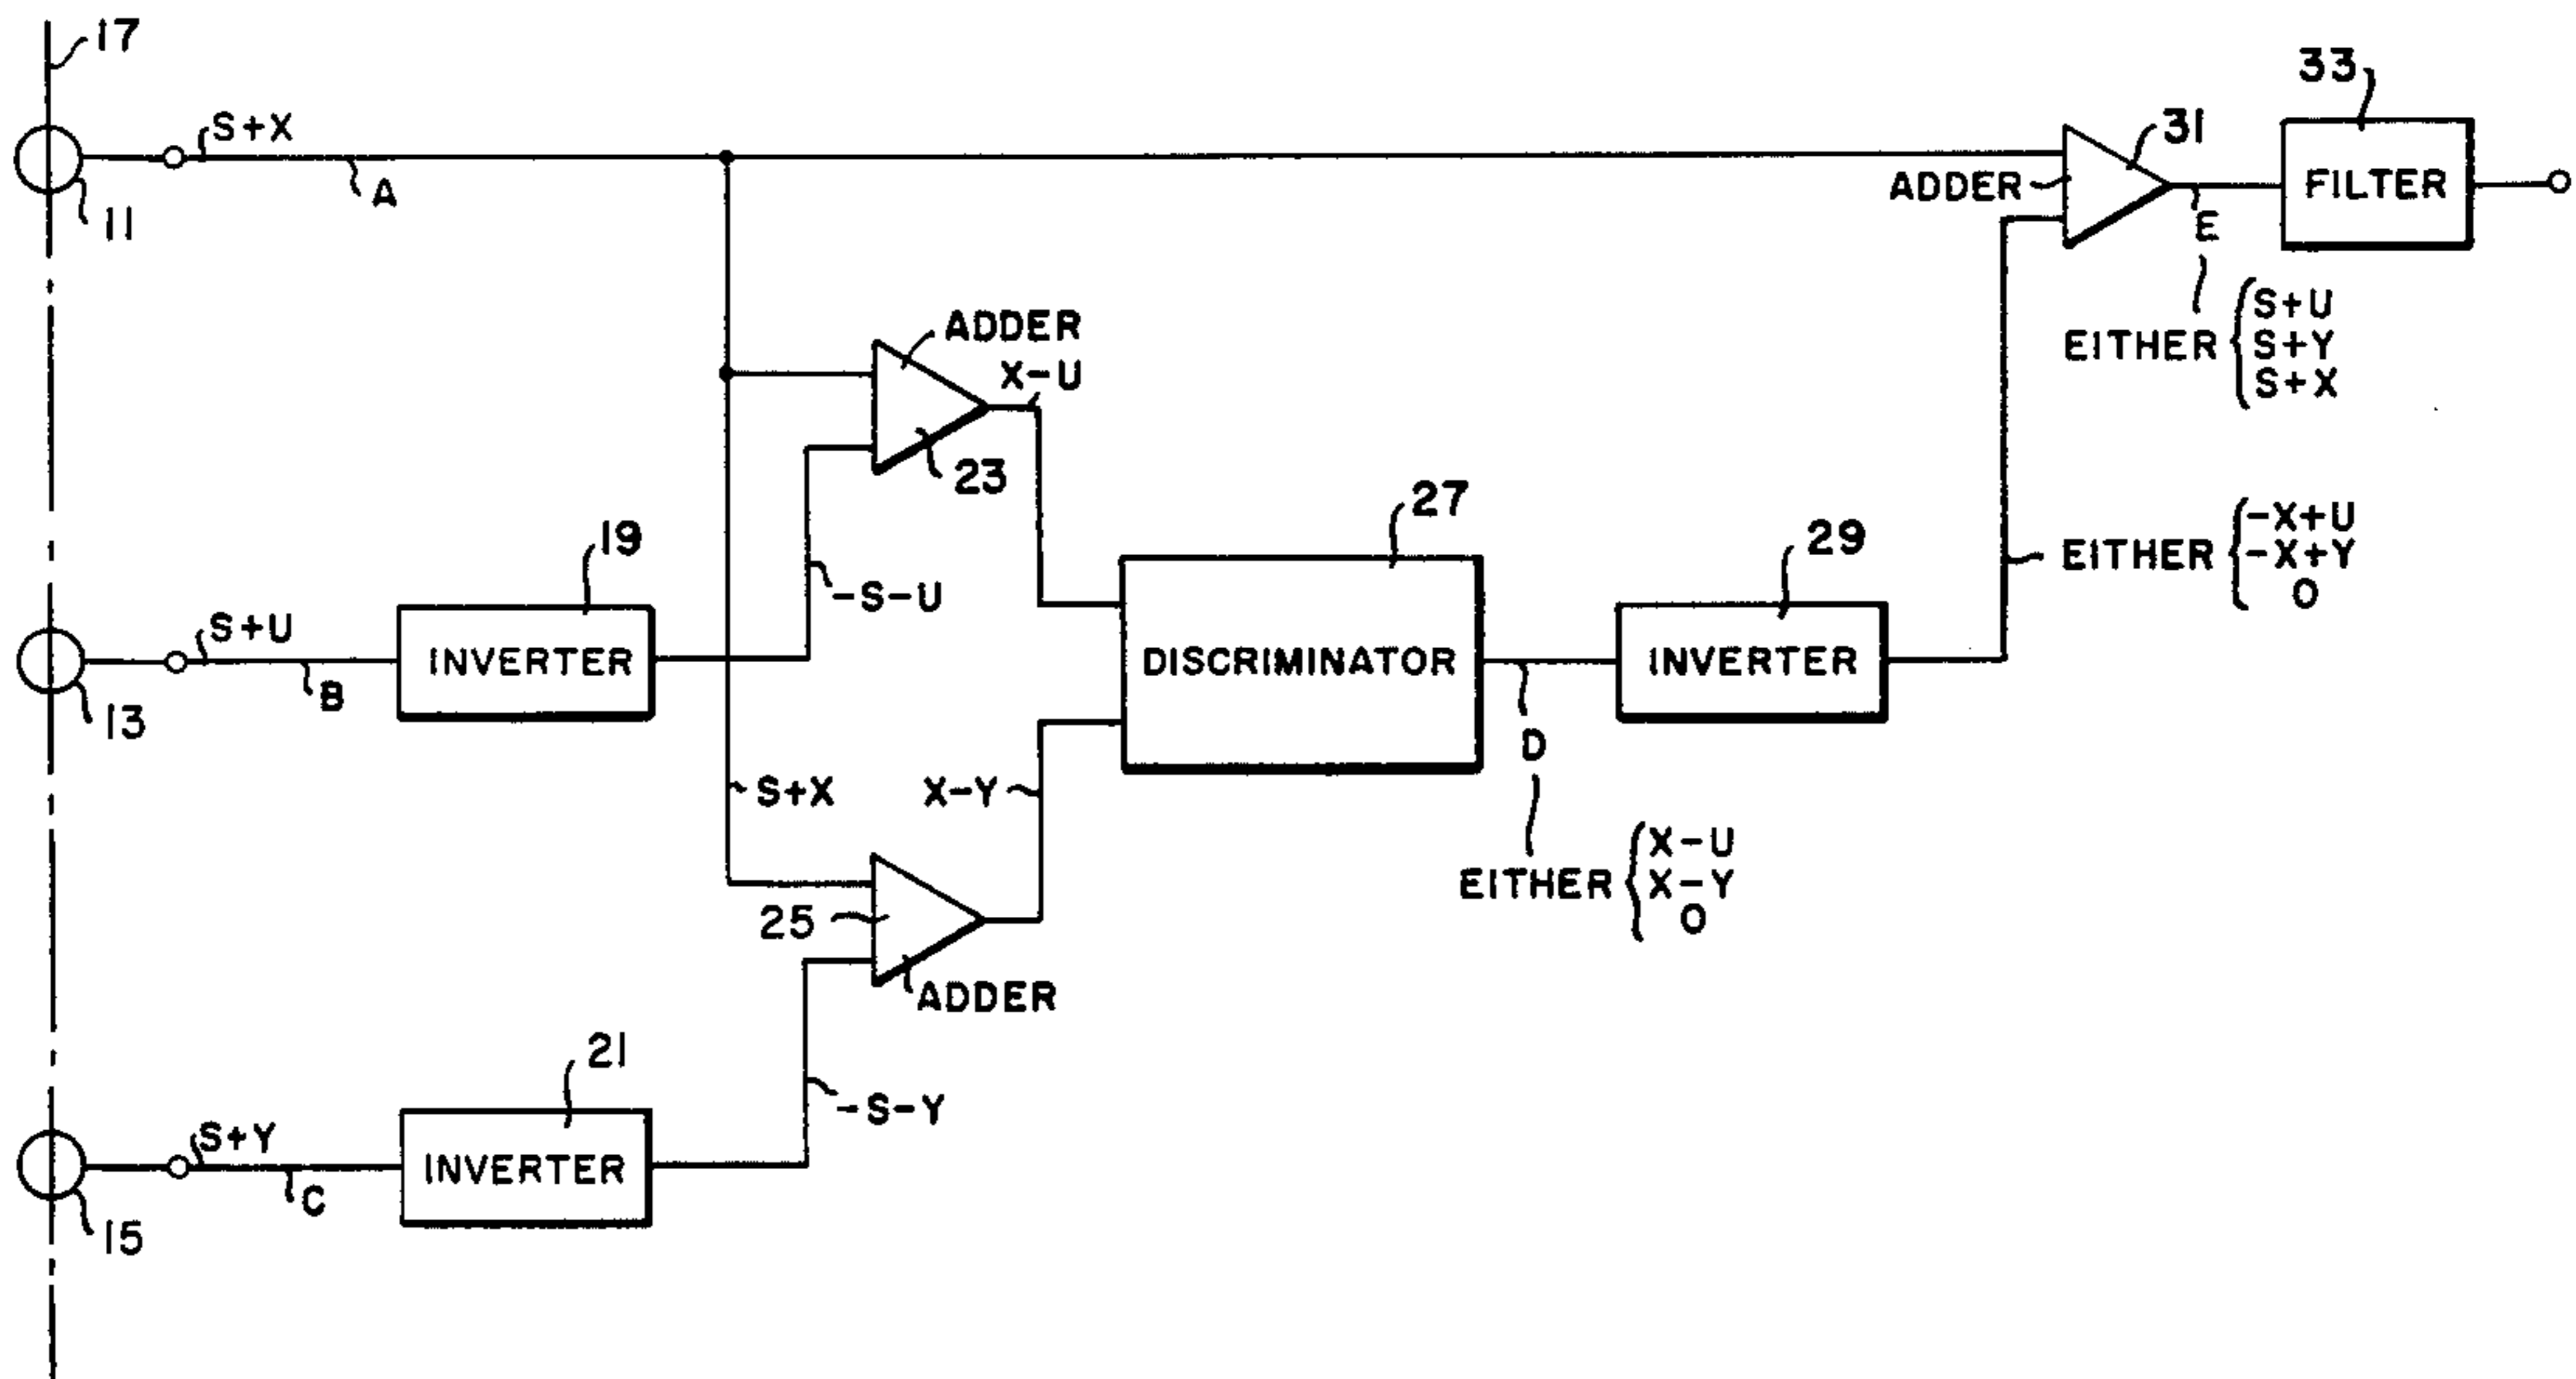 17
33
S+X
31
A
ADDER
FILTER
11
E
ADDER
X-U
EITHER { S+U
S+Y
S+X
23
27
19
29
EITHER { -X+U
-X+Y
0
-S-U
S+U
INVERTER
DISCRIMINATOR
INVERTER
B
13
D
S+X
X-Y
EITHER { X-U
X-Y
0
25
ADDER
21
-S-Y
S+Y
INVERTER
C
15